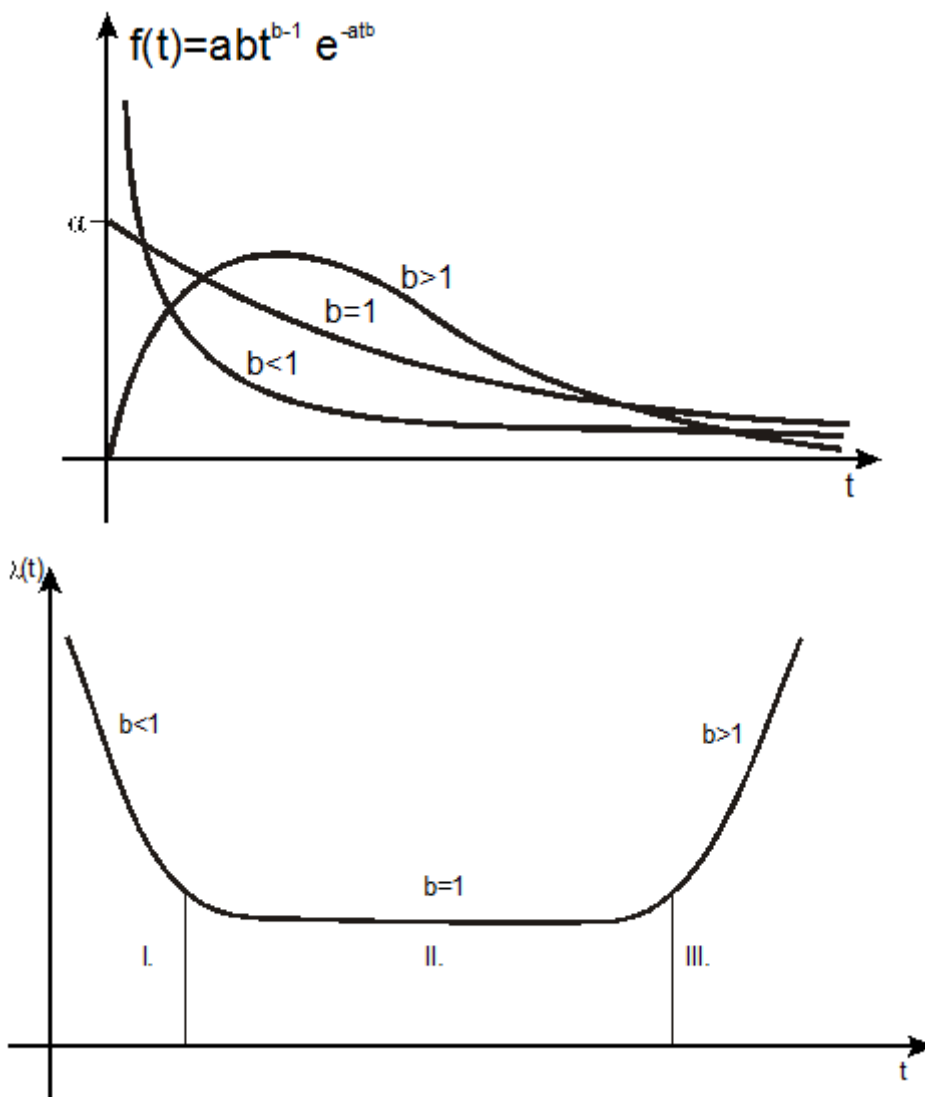 f(t)=abt^b-1 e^-atb
α
b>1
b=1
b<1
t
λ(t)
b<1
b>1
b=1
I.
II.
III.
t